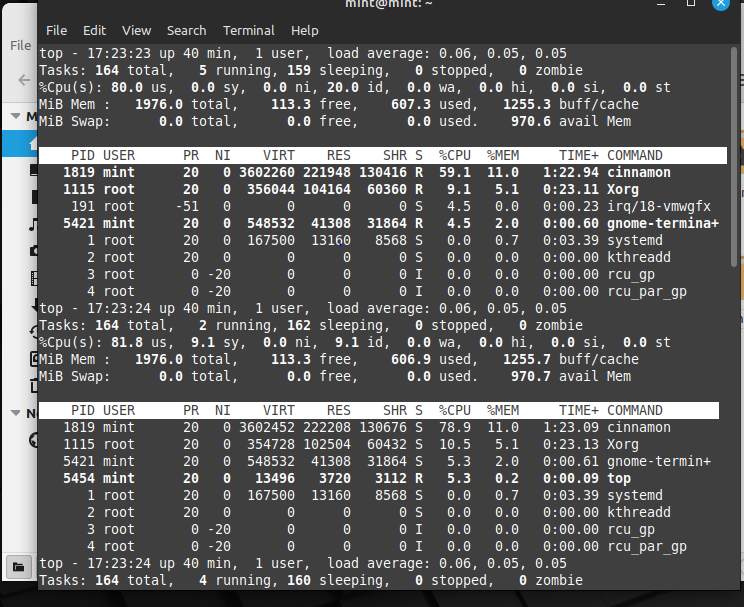 mint@mint: ~
File Edit View Search Terminal Help
File
top - 17:23:23 up 40 min,  1 user,  load average: 0.06, 0.05, 0.05
Tasks: 164 total,   5 running, 159 sleeping,   0 stopped,   0 zombie
%Cpu(s): 80.0 us,  0.0 sy,  0.0 ni, 20.0 id,  0.0 wa,  0.0 hi,  0.0 si,  0.0 st
MiB Mem :   1976.0 total,    113.3 free,    607.3 used,   1255.3 buff/cache
MiB Swap:      0.0 total,      0.0 free,      0.0 used.    970.6 avail Mem
PID USER      PR  NI    VIRT    RES    SHR S  %CPU  %MEM     TIME+ COMMAND
1819 mint      20   0 3602260 221948 130416 R  59.1  11.0   1:22.94 cinnamon
1115 root      20   0  356044 104164  60360 R   9.1   5.1   0:23.11 Xorg
191 root     -51   0       0      0      0 S   4.5   0.0   0:00.23 irq/18-vmwgfx
5421 mint      20   0  548532  41308  31864 R   4.5   2.0   0:00.60 gnome-termina+
1 root      20   0  167500  13160   8568 S   0.0   0.7   0:03.39 systemd
2 root      20   0       0      0      0 S   0.0   0.0   0:00.00 kthreadd
3 root       0 -20       0      0      0 I   0.0   0.0   0:00.00 rcu_gp
4 root       0 -20       0      0      0 I   0.0   0.0   0:00.00 rcu_par_gp
top - 17:23:24 up 40 min,  1 user,  load average: 0.06, 0.05, 0.05
Tasks: 164 total,   2 running, 162 sleeping,   0 stopped,   0 zombie
%Cpu(s): 81.8 us,  9.1 sy,  0.0 ni,  9.1 id,  0.0 wa,  0.0 hi,  0.0 si,  0.0 st
MiB Mem :   1976.0 total,    113.3 free,    606.9 used,   1255.7 buff/cache
MiB Swap:      0.0 total,      0.0 free,      0.0 used.    970.7 avail Mem
PID USER      PR  NI    VIRT    RES    SHR S  %CPU  %MEM     TIME+ COMMAND
1819 mint      20   0 3602452 222208 130676 S  78.9  11.0   1:23.09 cinnamon
1115 root      20   0  354728 102504  60432 S  10.5   5.1   0:23.13 Xorg
5421 mint      20   0  548532  41308  31864 S   5.3   2.0   0:00.61 gnome-termin+
5454 mint      20   0   13496   3720   3112 R   5.3   0.2   0:00.09 top
1 root      20   0  167500  13160   8568 S   0.0   0.7   0:03.39 systemd
2 root      20   0       0      0      0 S   0.0   0.0   0:00.00 kthreadd
3 root       0 -20       0      0      0 I   0.0   0.0   0:00.00 rcu_gp
4 root       0 -20       0      0      0 I   0.0   0.0   0:00.00 rcu_par_gp
top - 17:23:24 up 40 min,  1 user,  load average: 0.06, 0.05, 0.05
Tasks: 164 total,   4 running, 160 sleeping,   0 stopped,   0 zombie